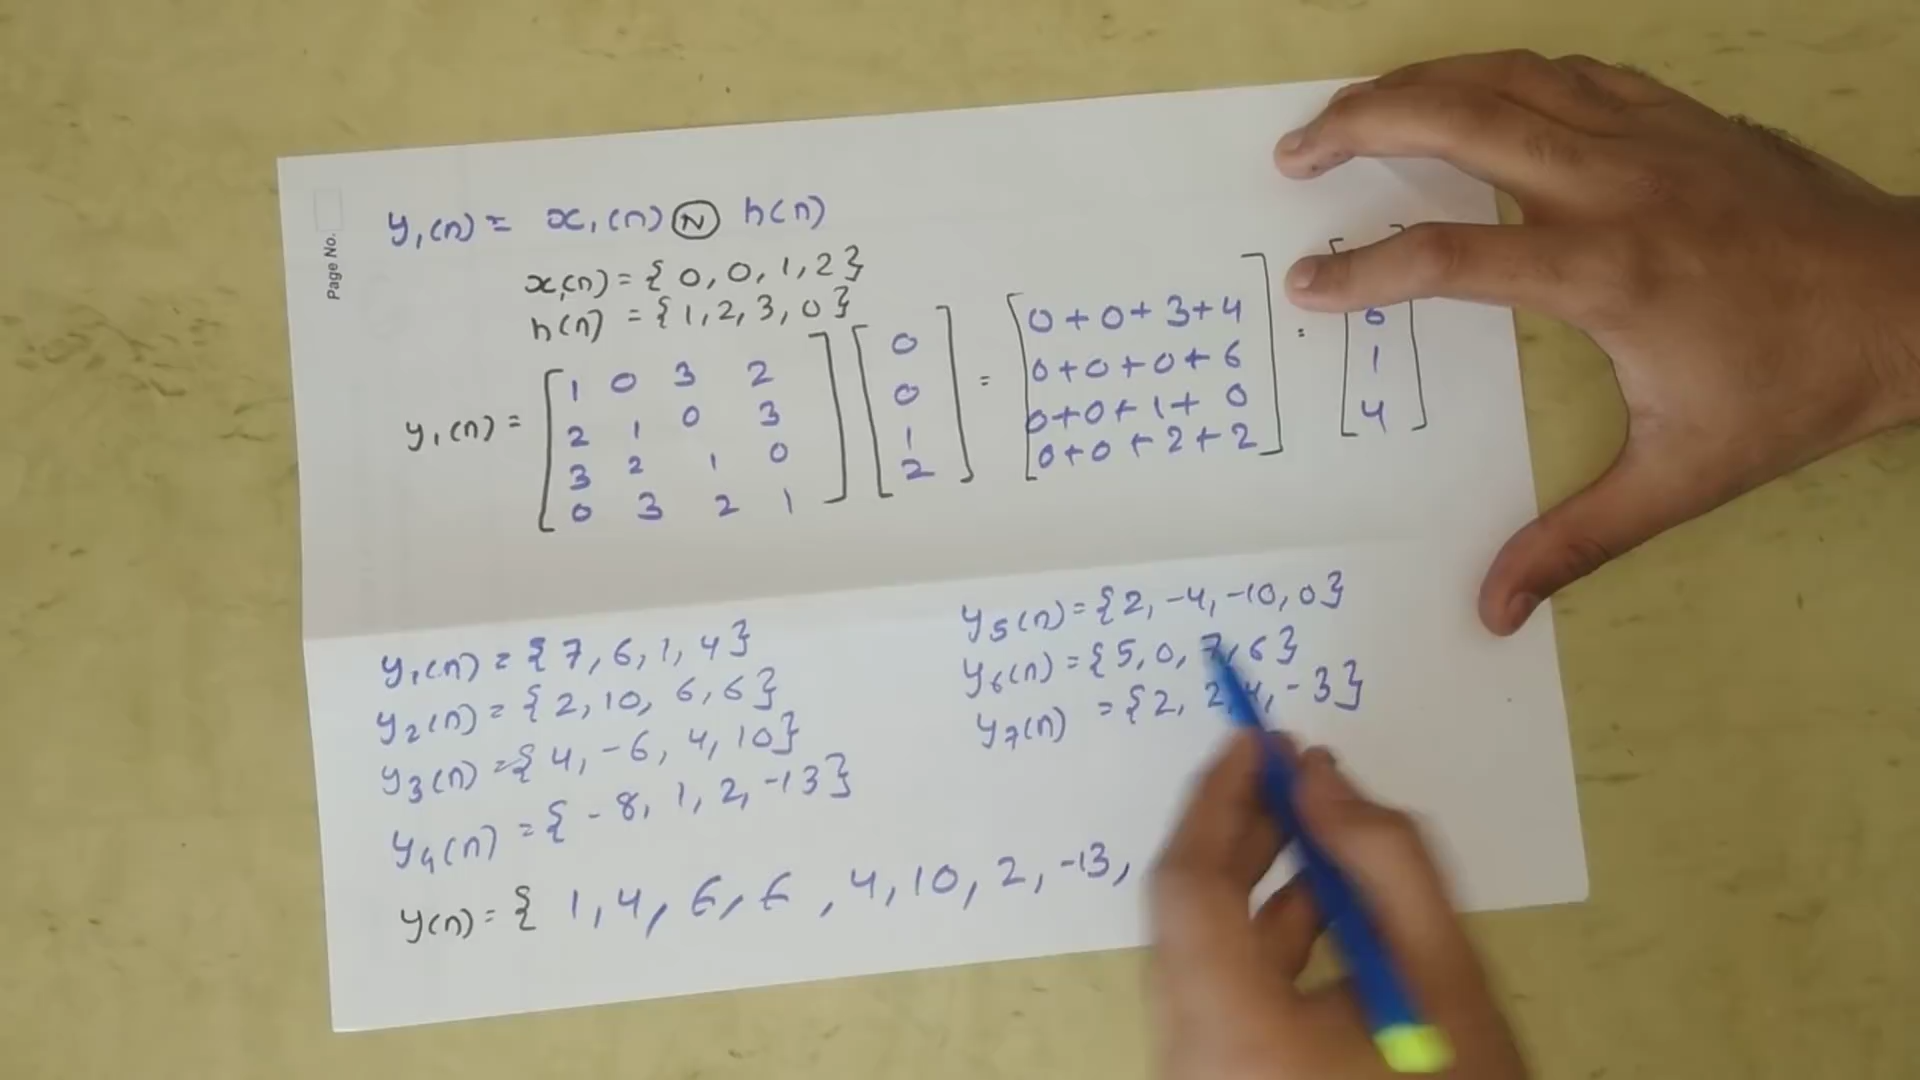 Page No.
y₁(n) = x₁(n) Ⓝ h(n)
x₁(n) = { 0, 0, 1, 2 }
h(n) = { 1, 2, 3, 0 }
y₁(n) = [ 1 0 3 2 ] [ 0 ] = [ 0 + 0 + 3 + 4 ] = [
2 1 0 3 0 0 + 0 + 0 + 6 6
3 2 1 0 1 0 + 0 + 1 + 0 1
0 3 2 1 2 0 + 0 + 2 + 2 4
y₁(n) = { 7, 6, 1, 4 }
y₂(n) = { 2, 10, 6, 6 }
y₃(n) = { 4, -6, 4, 10 }
y₄(n) = { -8, 1, 2, -13 }
y₅(n) = { 2, -4, -10, 0 }
y₆(n) = { 5, 0, 7, 6 }
y₇(n) = { 2, 2, 4, -3 }
y(n) = { 1, 4, 6, 6, 4, 10, 2, -13,